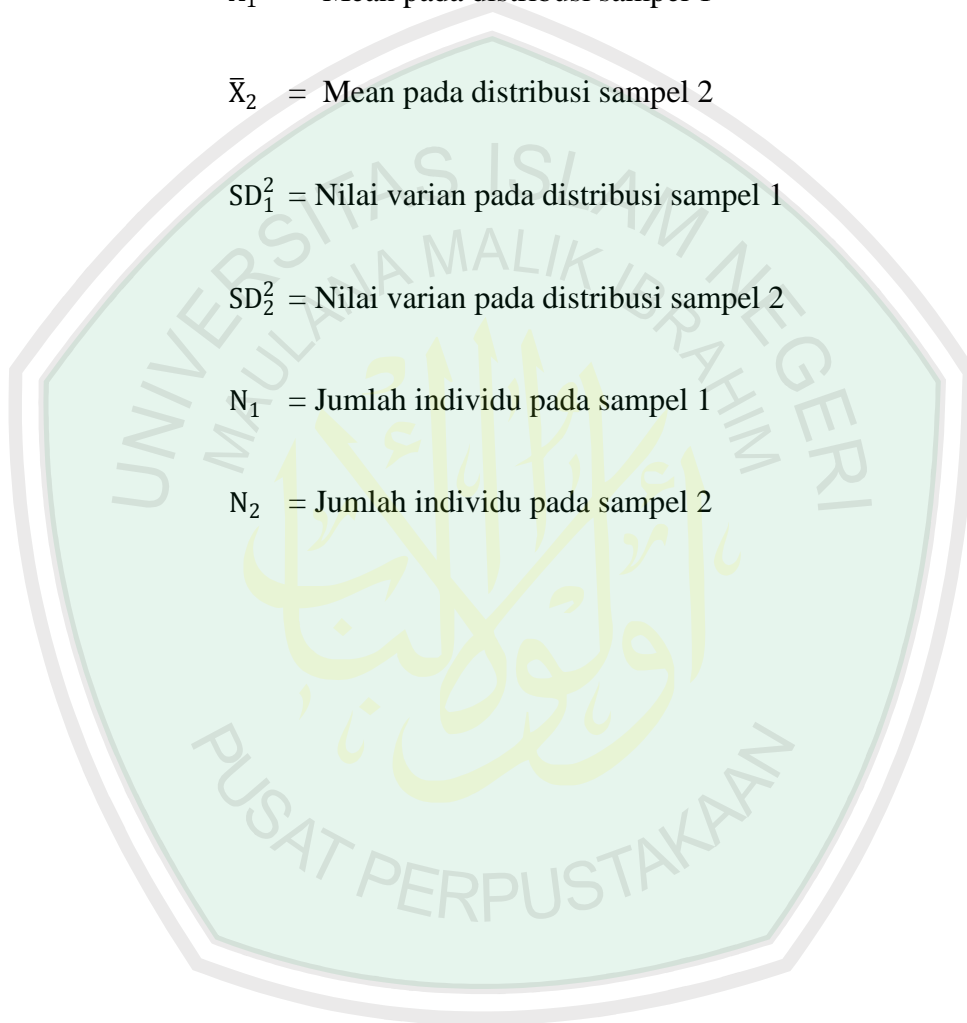 X̄₂ = Mean pada distribusi sampel 2
SD₁² = Nilai varian pada distribusi sampel 1
SD₂² = Nilai varian pada distribusi sampel 2
N₁ = Jumlah individu pada sampel 1
N₂ = Jumlah individu pada sampel 2
UNIVERSITAS ISLAM NEGERI
MAULANA MALIK IBRAHIM
PUSAT PERPUSTAKAAN